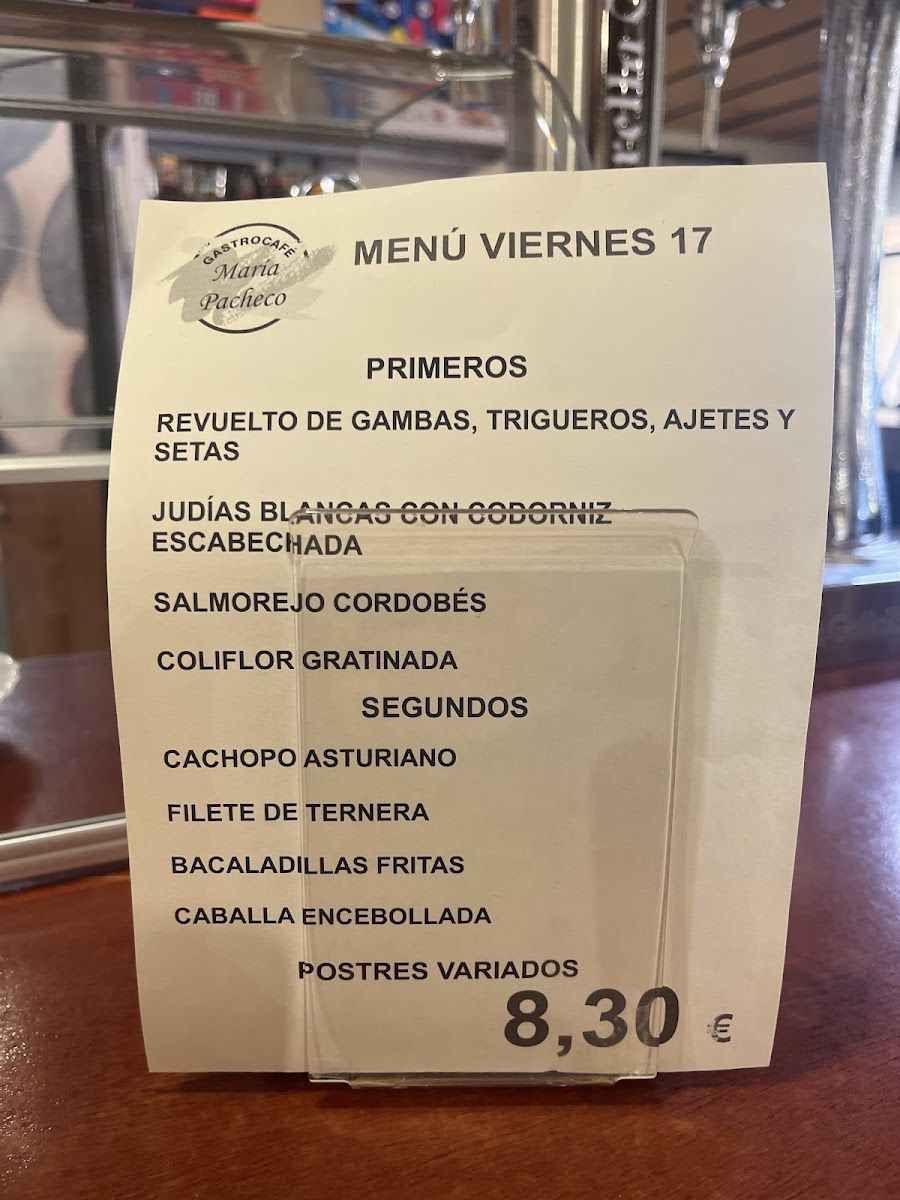 GASTROCAFÉ
María
Pacheco
MENÚ VIERNES 17
PRIMEROS
REVUELTO DE GAMBAS, TRIGUEROS, AJETES Y
SETAS
JUDÍAS BLANCAS CON CODORNIZ
ESCABECHADA
SALMOREJO CORDOBÉS
COLIFLOR GRATINADA
SEGUNDOS
CACHOPO ASTURIANO
FILETE DE TERNERA
BACALADILLAS FRITAS
CABALLA ENCEBOLLADA
POSTRES VARIADOS
8,30 €